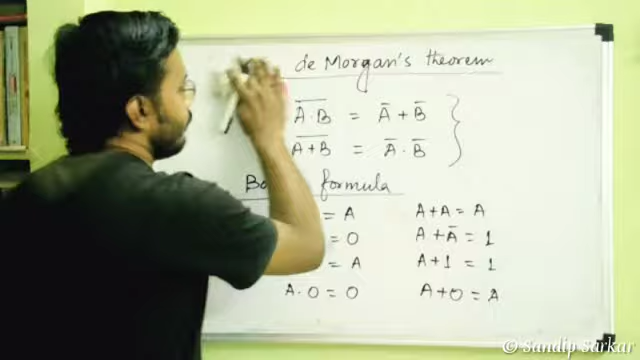 de Morgan's theorem
A̅ ̅·̅ ̅B̅ = A̅ + B̅
A̅ ̅+̅ ̅B̅ = A̅ · B̅
formula
= A A + A = A
= 0 A + A̅ = 1
= A A + 1 = 1
A · 0 = 0 A + 0 = A
© Sandip Sarkar